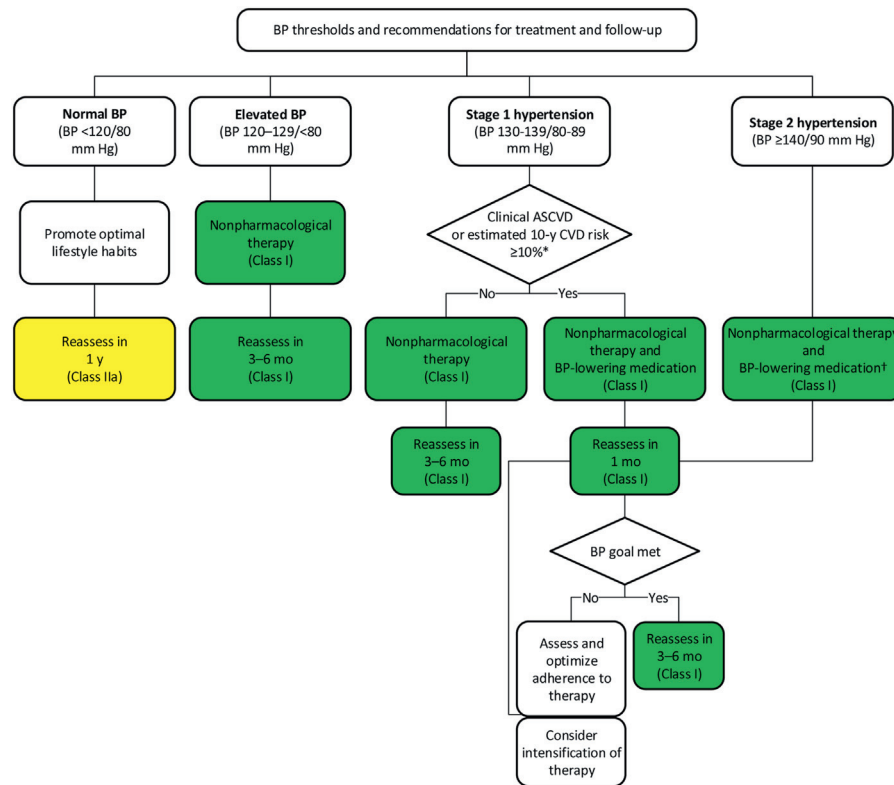 BP thresholds and recommendations for treatment and follow-up
Normal BP
(BP <120/80
mm Hg)
Elevated BP
(BP 120–129/<80
mm Hg)
Stage 1 hypertension
(BP 130-139/80-89
mm Hg)
Stage 2 hypertension
(BP ≥140/90 mm Hg)
Promote optimal
lifestyle habits
Nonpharmacological
therapy
(Class I)
Clinical ASCVD
or estimated 10-y CVD risk
≥10%*
No
Yes
Reassess in
1 y
(Class IIa)
Reassess in
3–6 mo
(Class I)
Nonpharmacological
therapy
(Class I)
Nonpharmacological
therapy and
BP-lowering medication
(Class I)
Nonpharmacological therapy
and
BP-lowering medication†
(Class I)
Reassess in
3–6 mo
(Class I)
Reassess in
1 mo
(Class I)
BP goal met
No
Yes
Assess and
optimize
adherence to
therapy
Reassess in
3–6 mo
(Class I)
Consider
intensification of
therapy